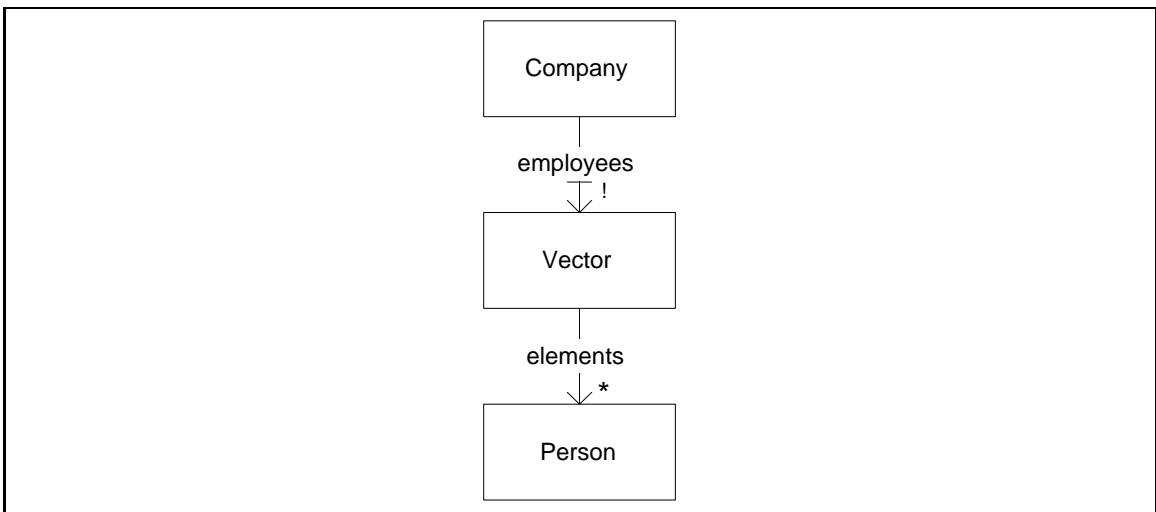 Company
employees
!
Vector
elements
*
Person